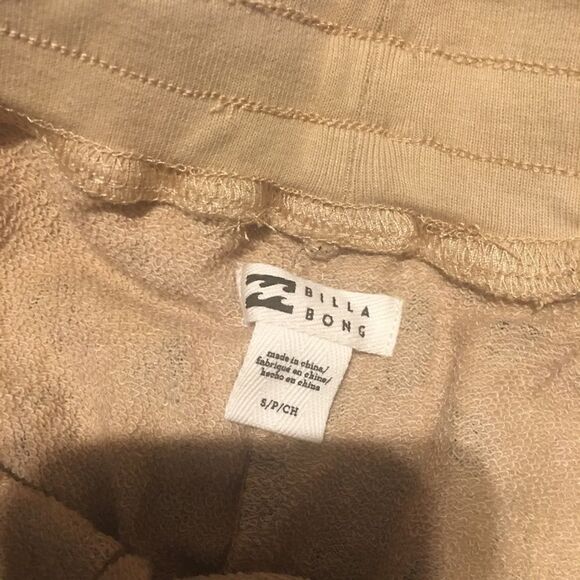 BILLA
BONG
made in china/
fabriqué en chine/
hecho en china
S/P/CH